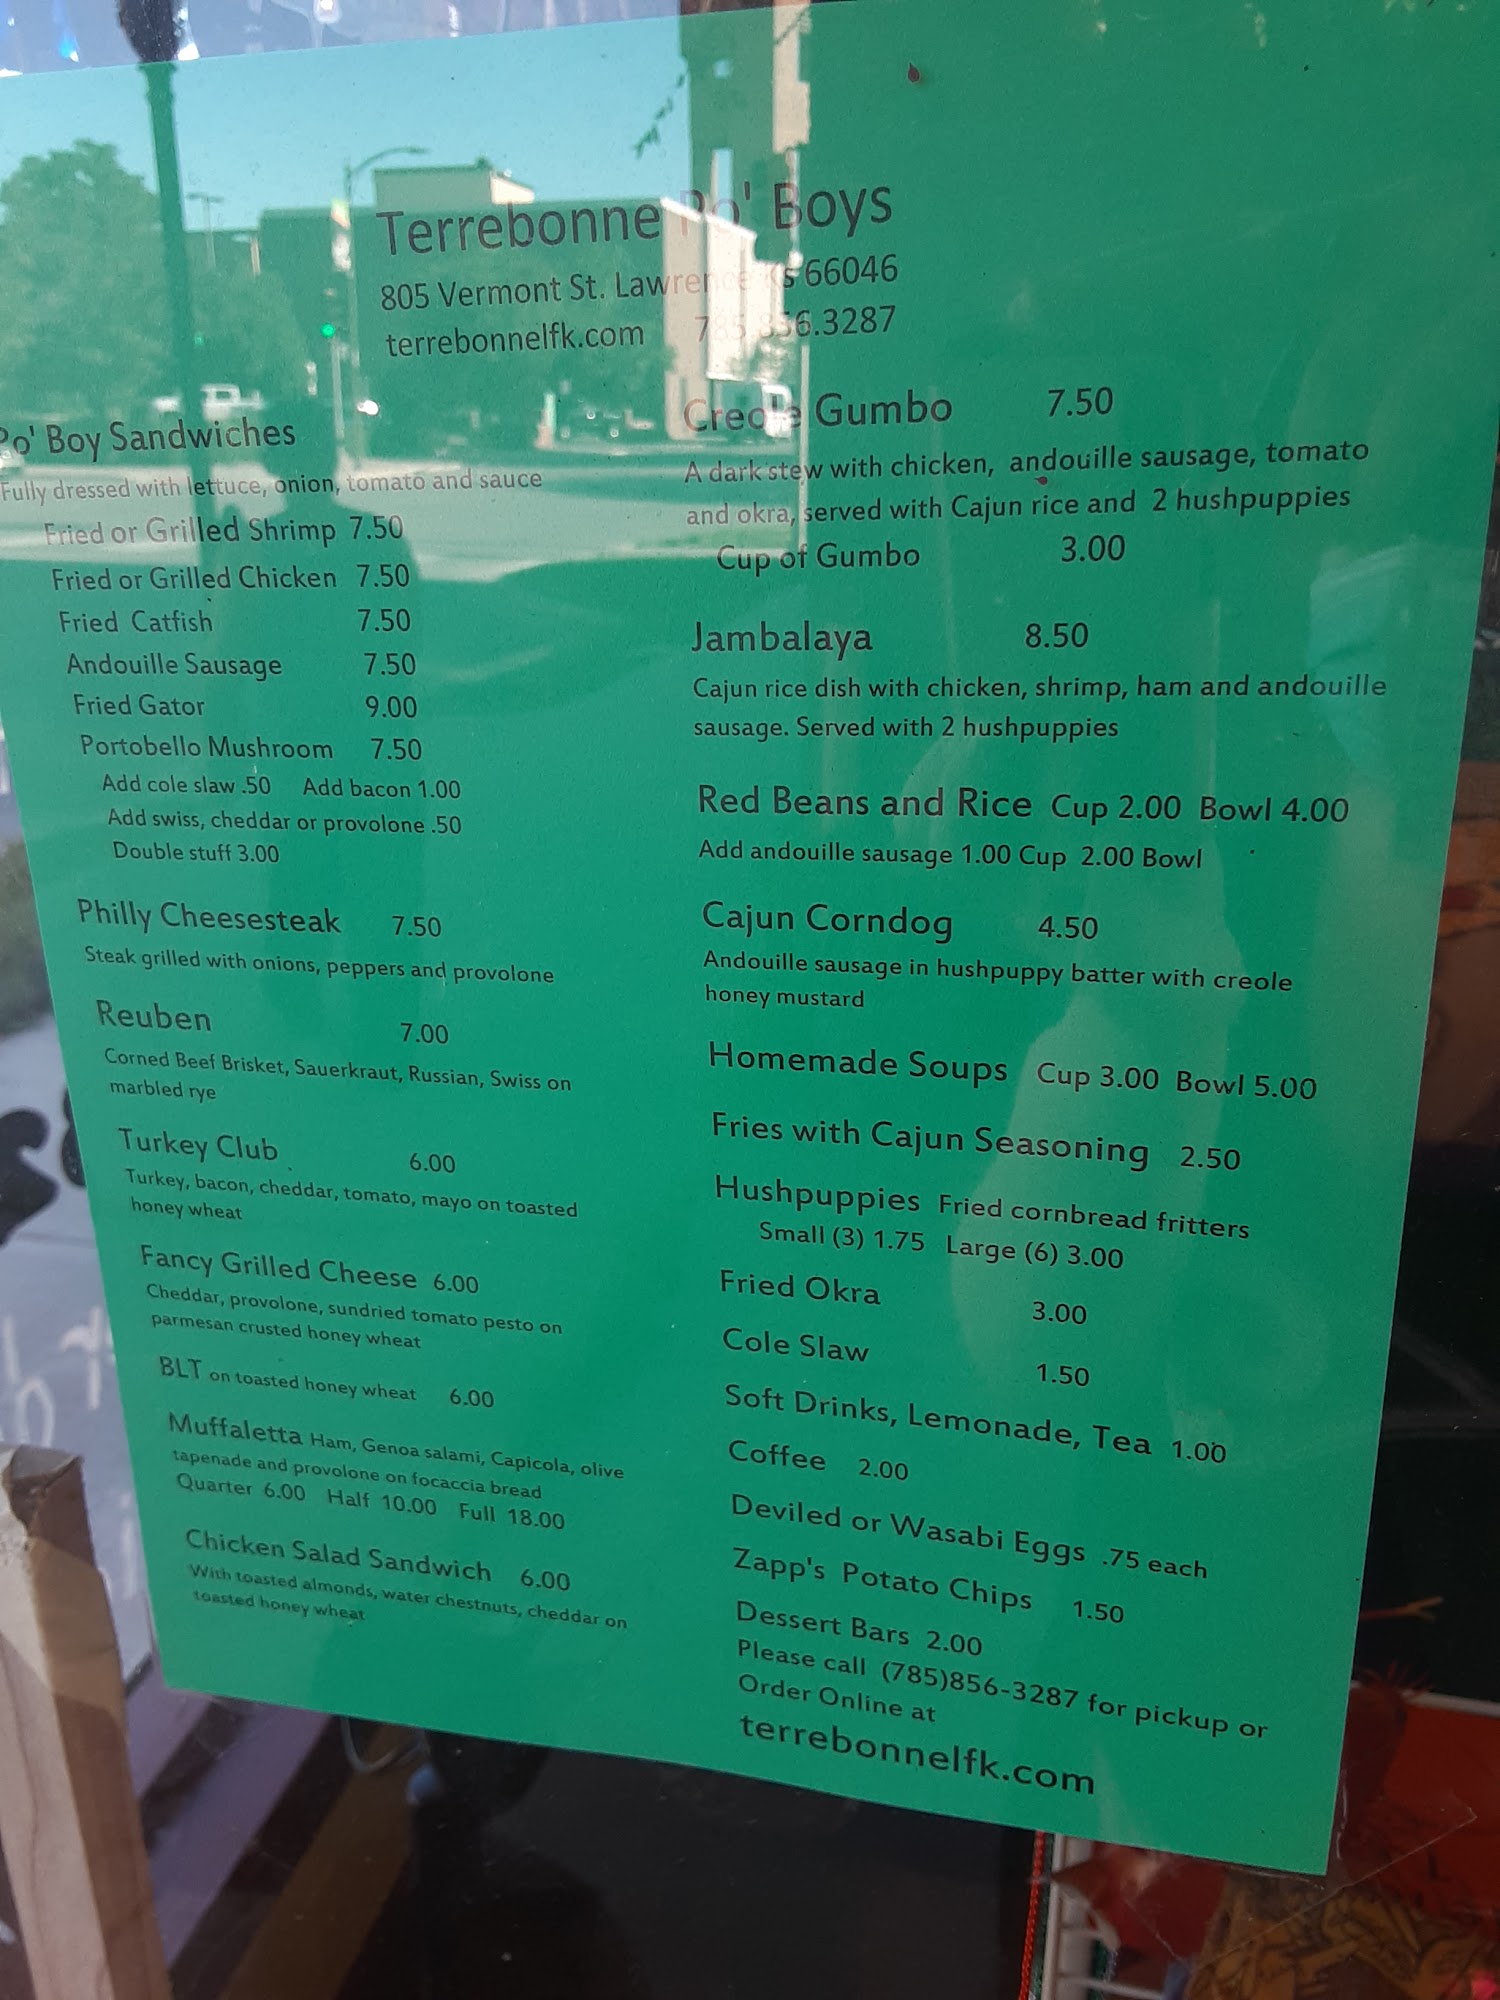 Terrebonne Po' Boys
805 Vermont St. Lawrence Ks 66046
terrebonnelfk.com 785.856.3287
Po' Boy Sandwiches
Fully dressed with lettuce, onion, tomato and sauce
Fried or Grilled Shrimp 7.50
Fried or Grilled Chicken 7.50
Fried Catfish 7.50
Andouille Sausage 7.50
Fried Gator 9.00
Portobello Mushroom 7.50
Add cole slaw .50 Add bacon 1.00
Add swiss, cheddar or provolone .50
Double stuff 3.00
Philly Cheesesteak 7.50
Steak grilled with onions, peppers and provolone
Reuben 7.00
Corned Beef Brisket, Sauerkraut, Russian, Swiss on
marbled rye
Turkey Club 6.00
Turkey, bacon, cheddar, tomato, mayo on toasted
honey wheat
Fancy Grilled Cheese 6.00
Cheddar, provolone, sundried tomato pesto on
parmesan crusted honey wheat
BLT on toasted honey wheat 6.00
Muffaletta Ham, Genoa salami, Capicola, olive
tapenade and provolone on focaccia bread
Quarter 6.00 Half 10.00 Full 18.00
Chicken Salad Sandwich 6.00
With toasted almonds, water chestnuts, cheddar on
toasted honey wheat
Creole Gumbo 7.50
A dark stew with chicken, andouille sausage, tomato
and okra, served with Cajun rice and 2 hushpuppies
Cup of Gumbo 3.00
Jambalaya 8.50
Cajun rice dish with chicken, shrimp, ham and andouille
sausage. Served with 2 hushpuppies
Red Beans and Rice Cup 2.00 Bowl 4.00
Add andouille sausage 1.00 Cup 2.00 Bowl
Cajun Corndog 4.50
Andouille sausage in hushpuppy batter with creole
honey mustard
Homemade Soups Cup 3.00 Bowl 5.00
Fries with Cajun Seasoning 2.50
Hushpuppies Fried cornbread fritters
Small (3) 1.75 Large (6) 3.00
Fried Okra 3.00
Cole Slaw 1.50
Soft Drinks, Lemonade, Tea 1.00
Coffee 2.00
Deviled or Wasabi Eggs .75 each
Zapp's Potato Chips 1.50
Dessert Bars 2.00
Please call (785)856-3287 for pickup or
Order Online at
terrebonnelfk.com